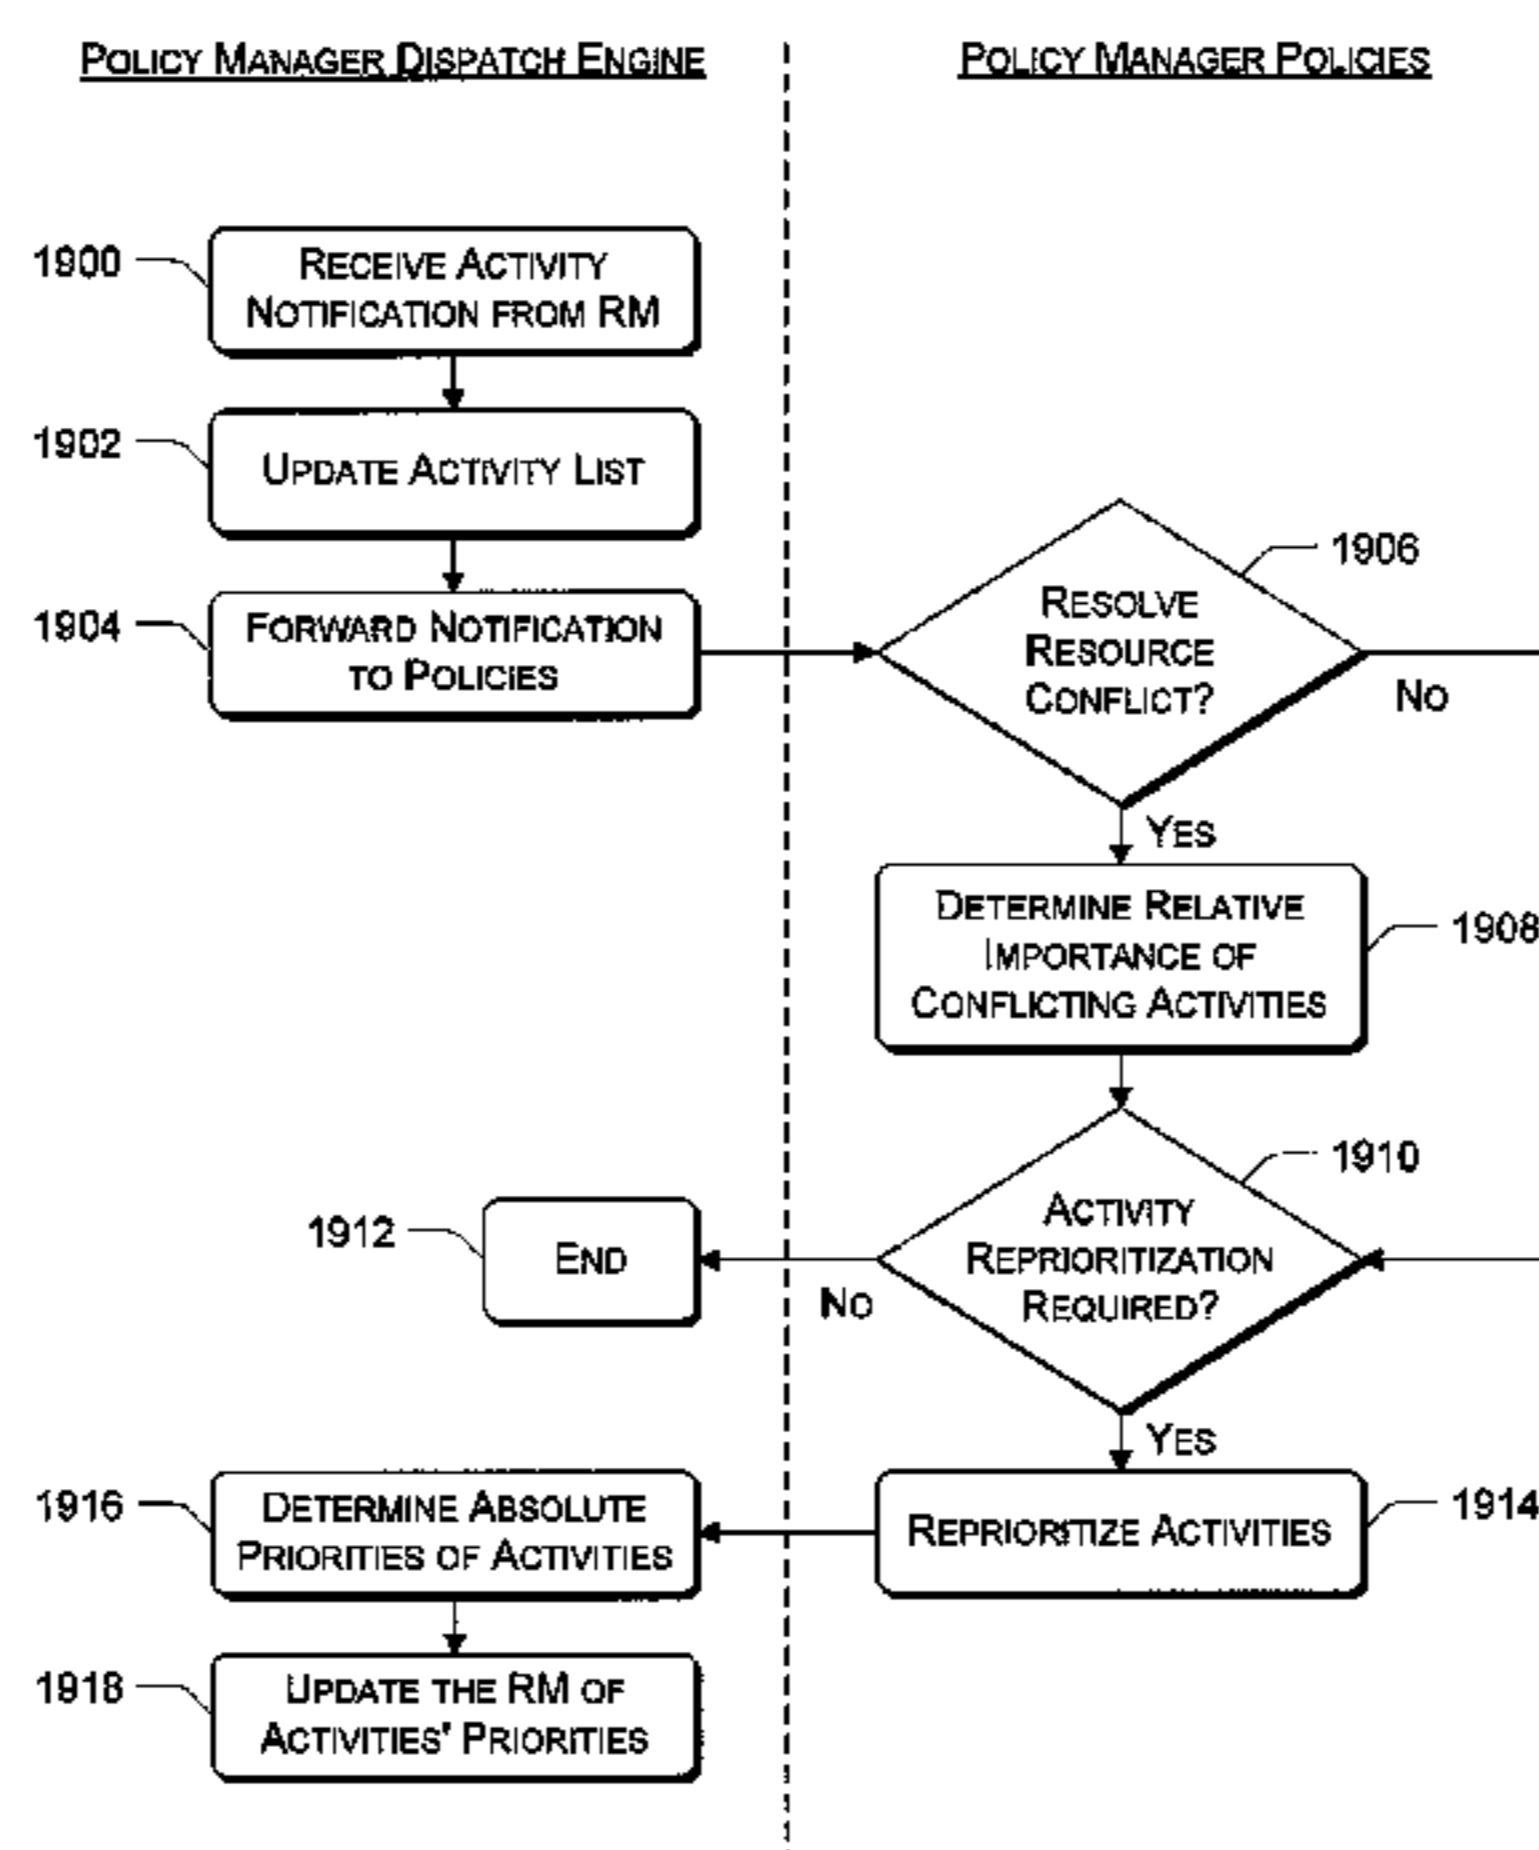 POLICY MANAGER DISPATCH ENGINE
POLICY MANAGER POLICIES
1900
RECEIVE ACTIVITY
NOTIFICATION FROM RM
1902
UPDATE ACTIVITY LIST
1904
FORWARD NOTIFICATION
TO POLICIES
1906
RESOLVE
RESOURCE
CONFLICT?
NO
YES
DETERMINE RELATIVE
IMPORTANCE OF
CONFLICTING ACTIVITIES
1908
1910
ACTIVITY
REPRIORITIZATION
REQUIRED?
1912
END
NO
YES
1916
DETERMINE ABSOLUTE
PRIORITIES OF ACTIVITIES
REPRIORITIZE ACTIVITIES
1914
1918
UPDATE THE RM OF
ACTIVITIES' PRIORITIES